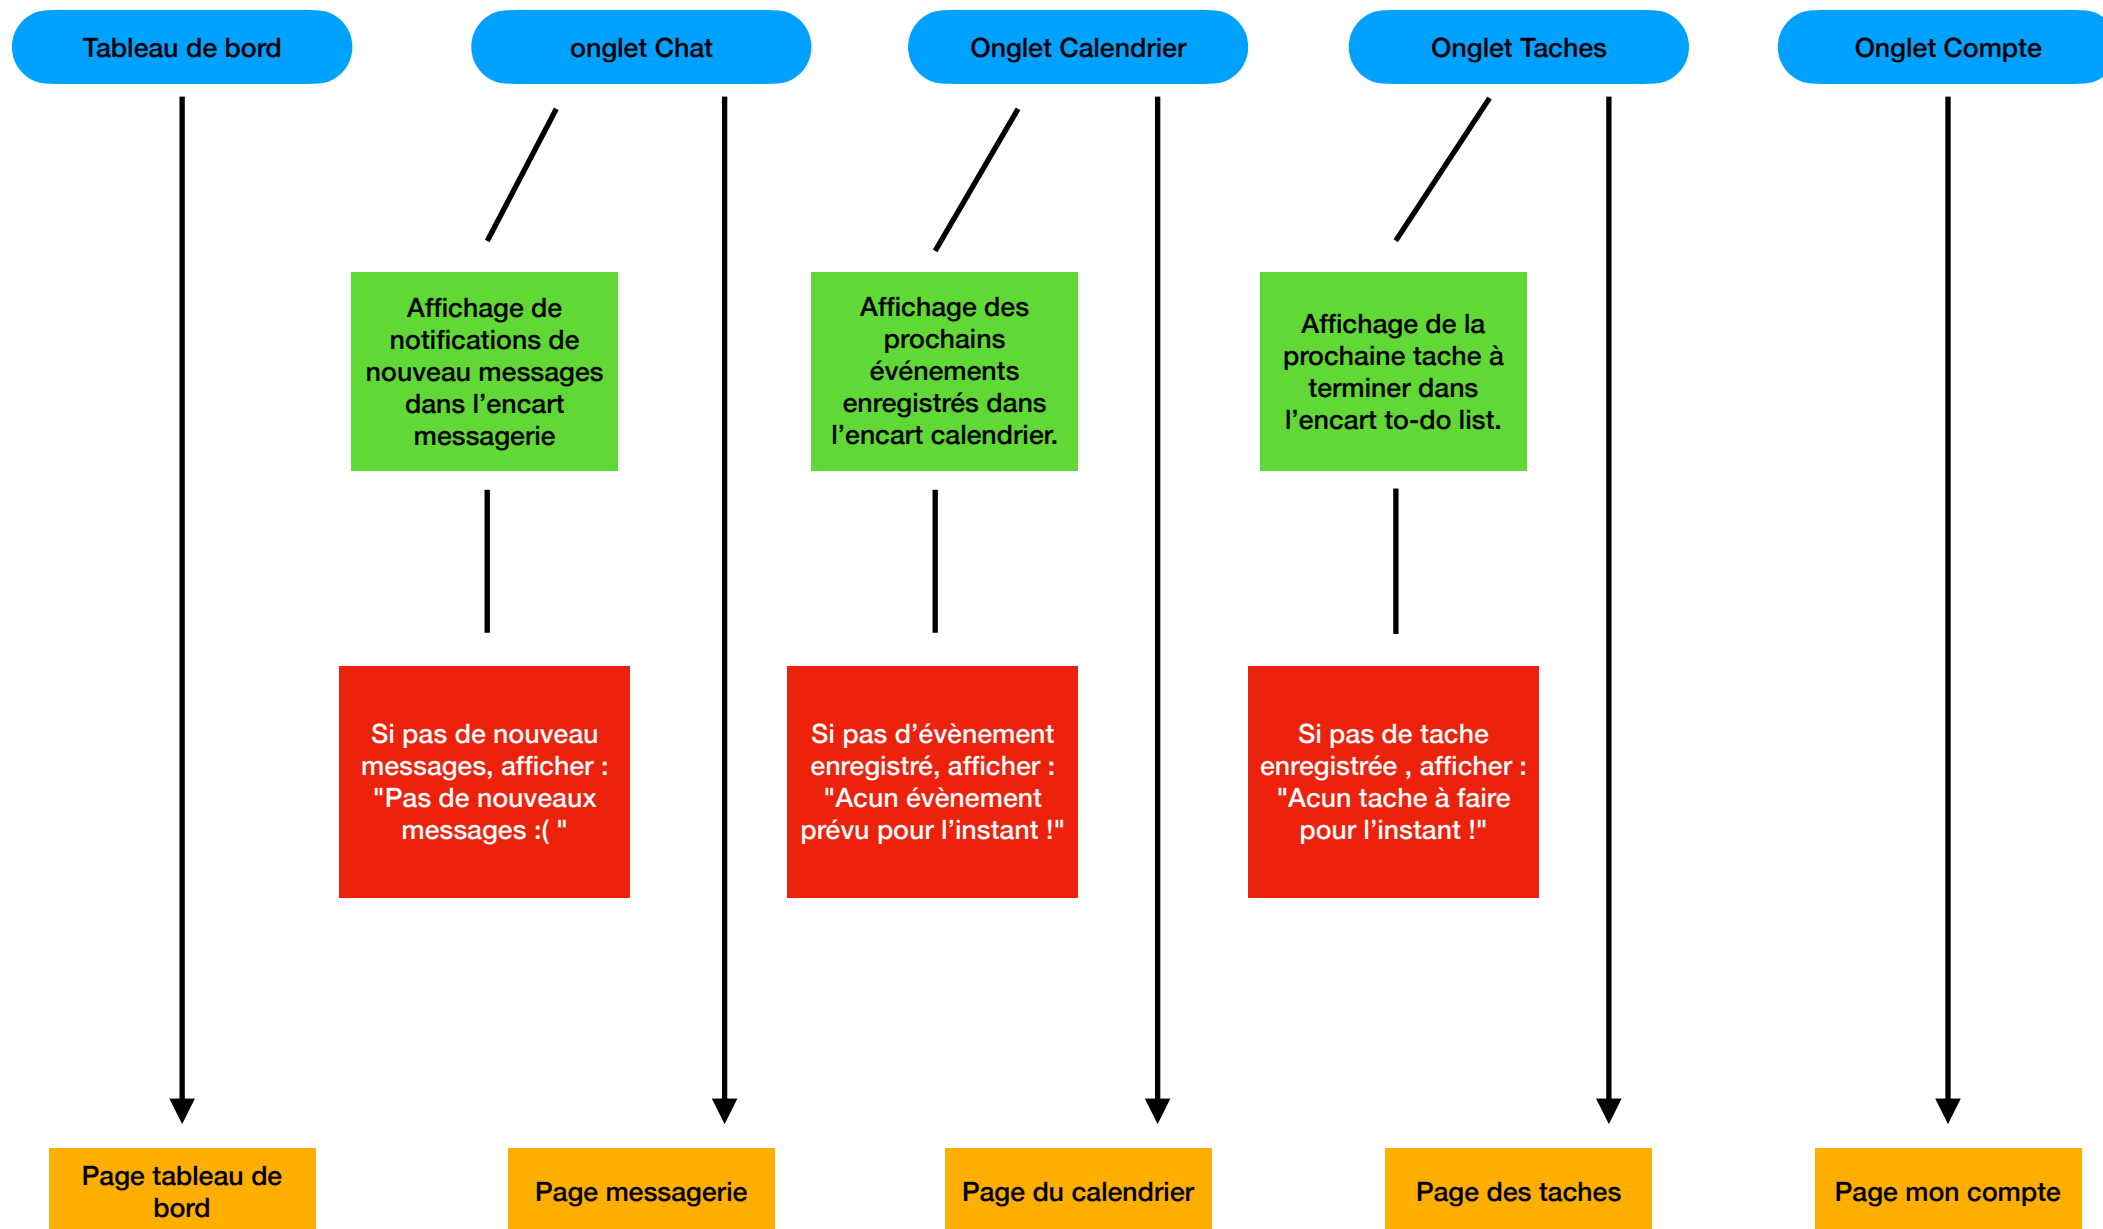 Tableau de bord
onglet Chat
Onglet Calendrier
Onglet Taches
Onglet Compte
Affichage de
notifications de
nouveau messages
dans l’encart
messagerie
Affichage des
prochains
événements
enregistrés dans
l’encart calendrier.
Affichage de la
prochaine tache à
terminer dans
l’encart to-do list.
Si pas de nouveau
messages, afficher :
"Pas de nouveaux
messages :( "
Si pas d’évènement
enregistré, afficher :
"Acun évènement
prévu pour l’instant !"
Si pas de tache
enregistrée , afficher :
"Acun tache à faire
pour l’instant !"
Page tableau de
bord
Page messagerie
Page du calendrier
Page des taches
Page mon compte